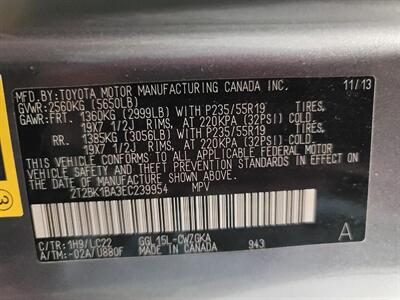 MFD.BY:TOYOTA MOTOR MANUFACTURING CANADA INC. 11/13
GVWR:2560KG (5650LB)
GAWR:FRT. 1360KG (2999LB) WITH P235/55R19 TIRES,
19X7 1/2J RIMS, AT 220KPA (32PSI) COLD.
RR. 1385KG (3056LB) WITH P235/55R19 TIRES,
19X7 1/2J RIMS, AT 220KPA (32PSI) COLD.
THIS VEHICLE CONFORMS TO ALL APPLICABLE FEDERAL MOTOR
VEHICLE SAFETY AND THEFT PREVENTION STANDARDS IN EFFECT ON
THE DATE OF MANUFACTURE SHOWN ABOVE.
2T2BK1BA3EC239954 MPV
C/TR:1H9/LC22 GGL15L-CWZGKA A
A/TM:-02A/U880F MADE IN CANADA 943
3